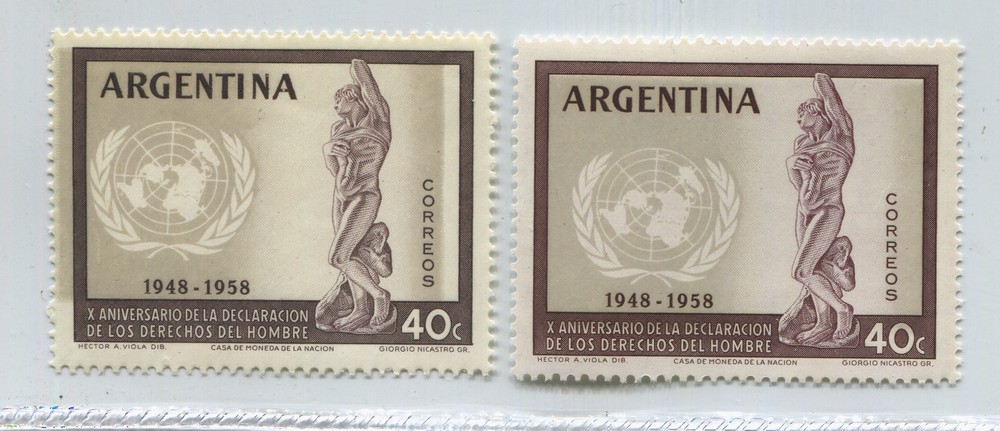 ARGENTINA
CORREOS
1948 - 1958
X ANIVERSARIO DE LA DECLARACION
DE LOS DERECHOS DEL HOMBRE
40c
HECTOR A. VIOLA DIB. CASA DE MONEDA DE LA NACION GIORGIO NICASTRO GR.
ARGENTINA
CORREOS
1948 - 1958
X ANIVERSARIO DE LA DECLARACION
DE LOS DERECHOS DEL HOMBRE
40c
HECTOR A. VIOLA DIB. CASA DE MONEDA DE LA NACION GIORGIO NICASTRO GR.